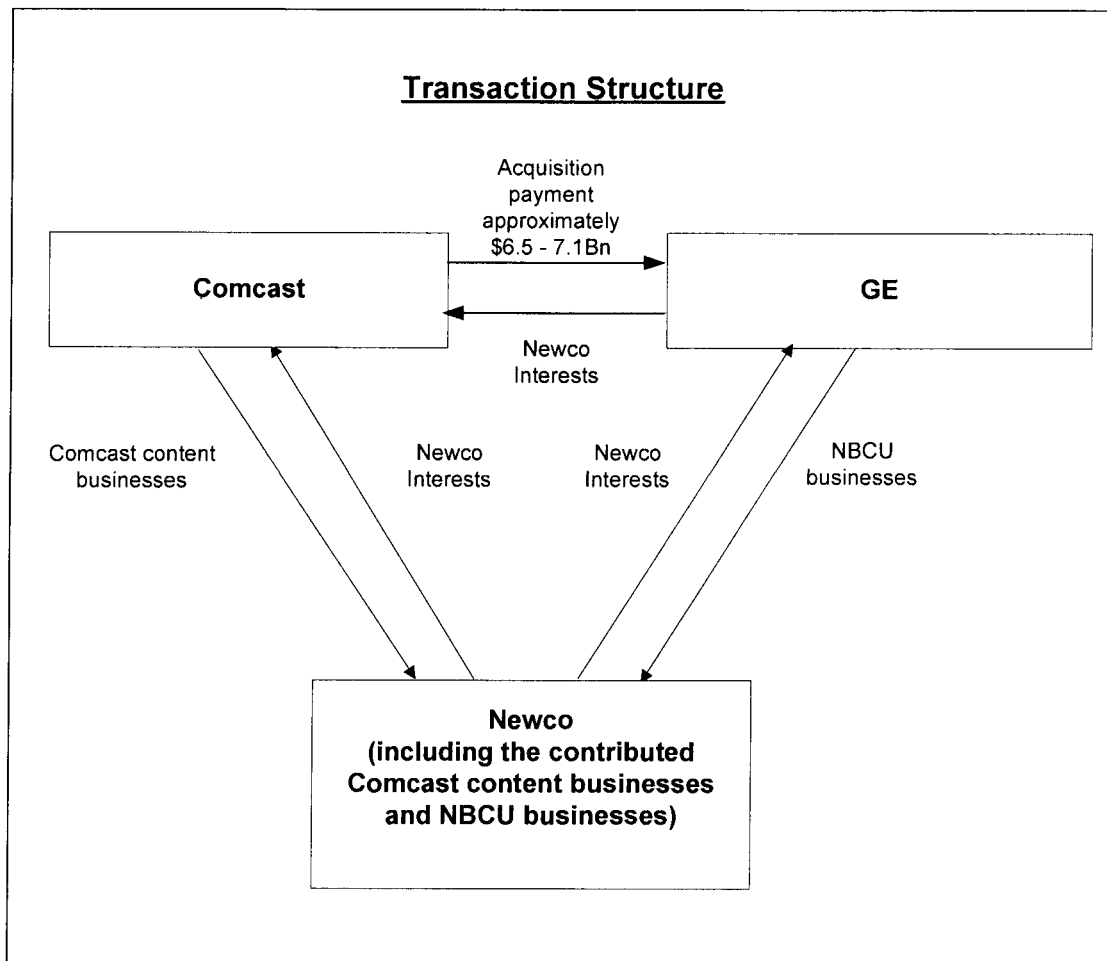 Transaction Structure
Acquisition
payment
approximately
$6.5 - 7.1Bn
Comcast
GE
Newco
Interests
Comcast content
businesses
Newco
Interests
Newco
Interests
NBCU
businesses
Newco
(including the contributed
Comcast content businesses
and NBCU businesses)